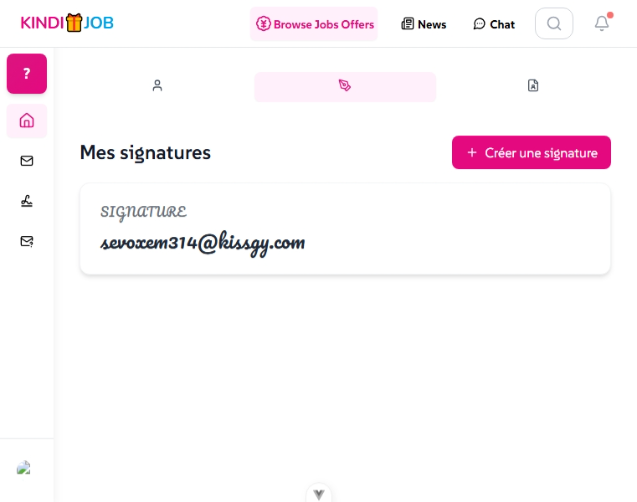 KINDI JOB
Browse Jobs Offers
News
Chat
?
Mes signatures
+ Créer une signature
SIGNATURE
sevoxem314@kissgy.com